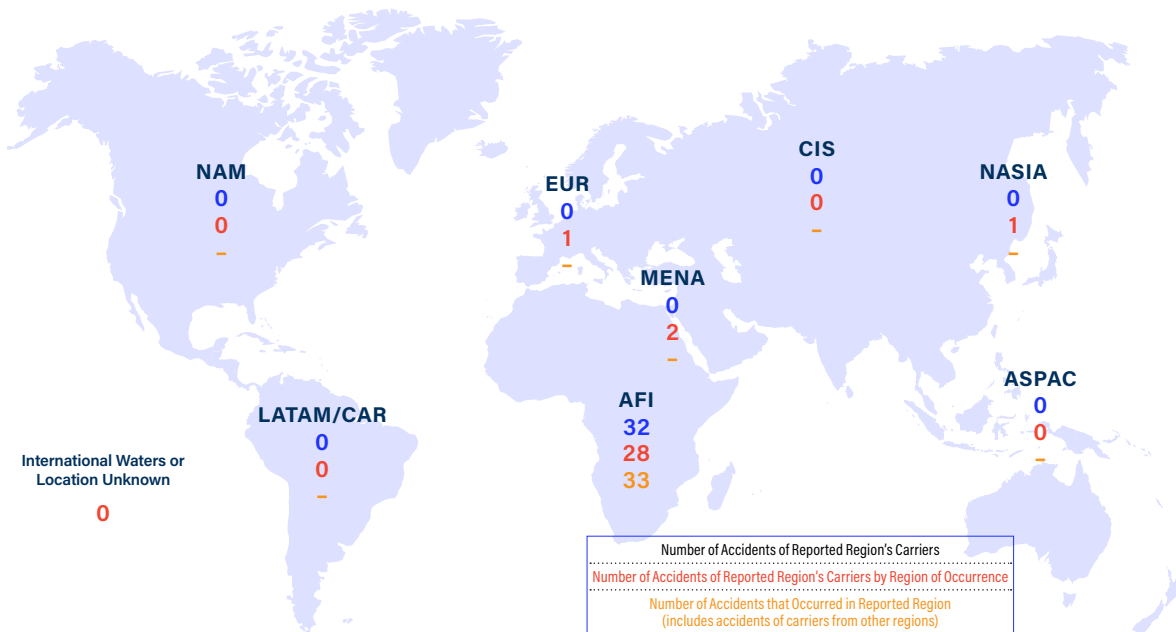 NAM
0
0
–
EUR
0
1
–
CIS
0
0
–
NASIA
0
1
–
MENA
0
2
–
ASPAC
0
0
–
AFI
32
28
33
LATAM/CAR
0
0
–
International Waters or
Location Unknown
0
Number of Accidents of Reported Region's Carriers
Number of Accidents of Reported Region's Carriers by Region of Occurrence
Number of Accidents that Occurred in Reported Region
(includes accidents of carriers from other regions)